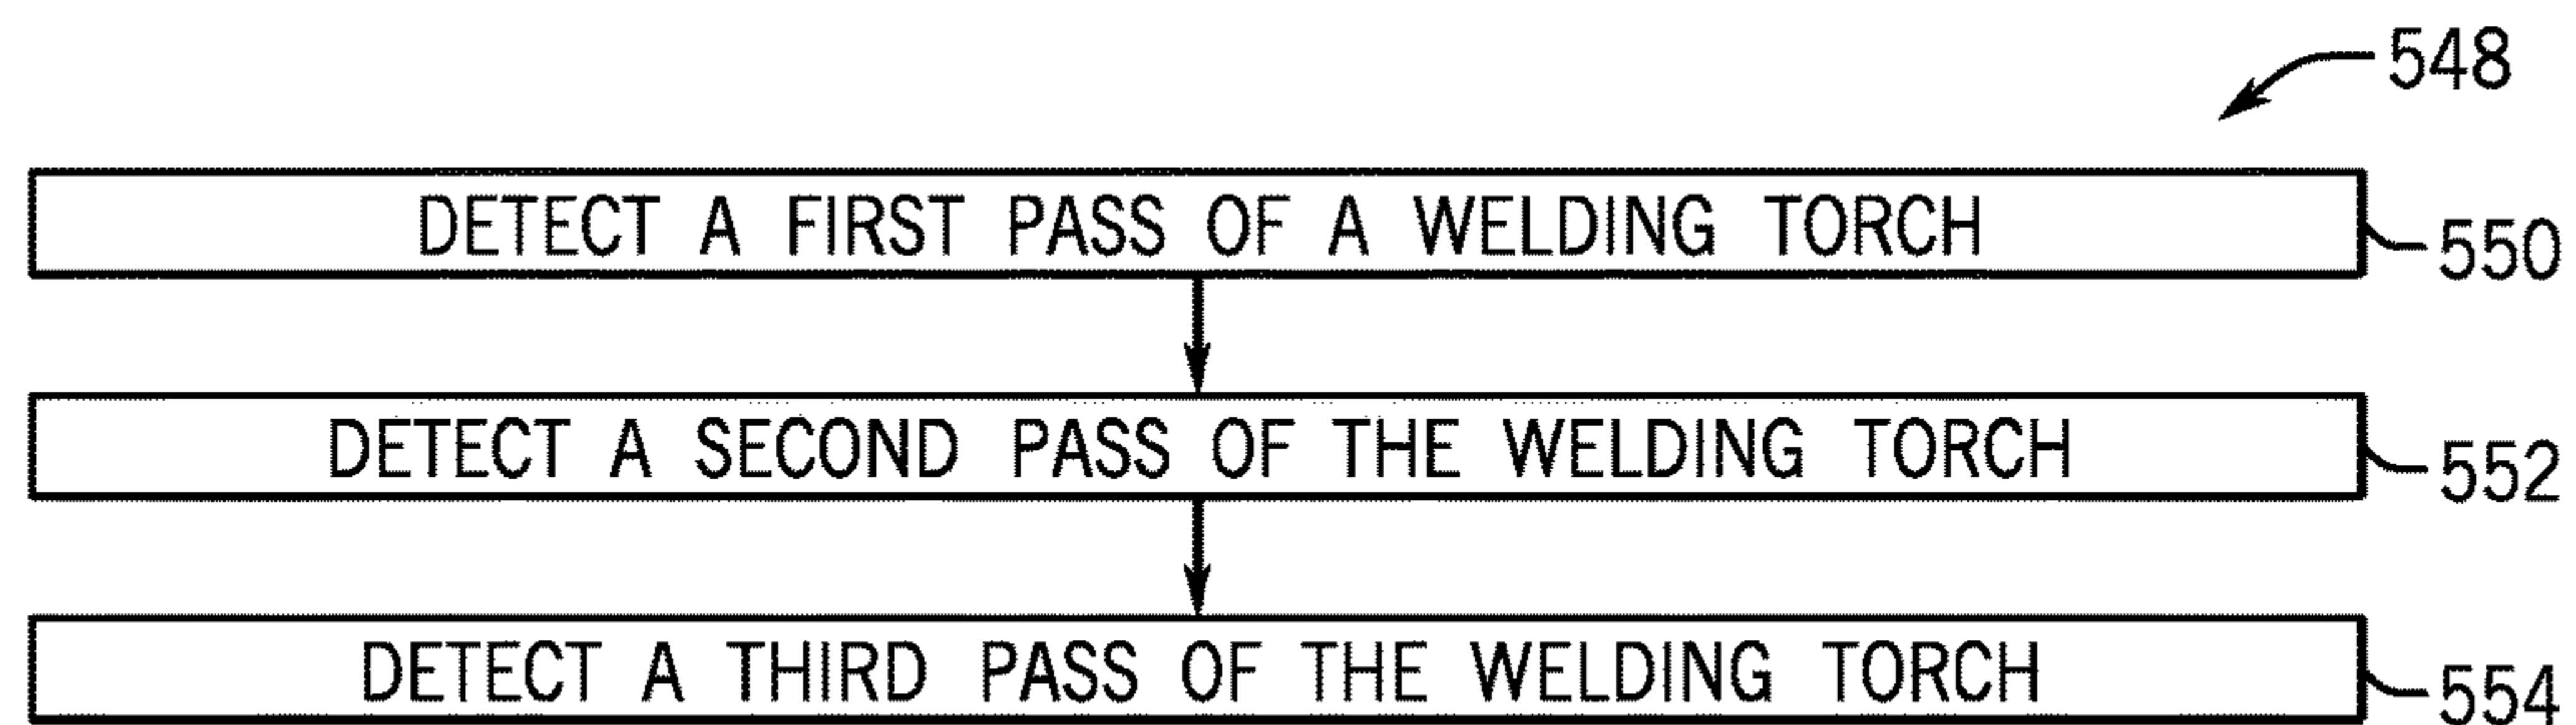 548
DETECT A FIRST PASS OF A WELDING TORCH
550
DETECT A SECOND PASS OF THE WELDING TORCH
552
DETECT A THIRD PASS OF THE WELDING TORCH
554